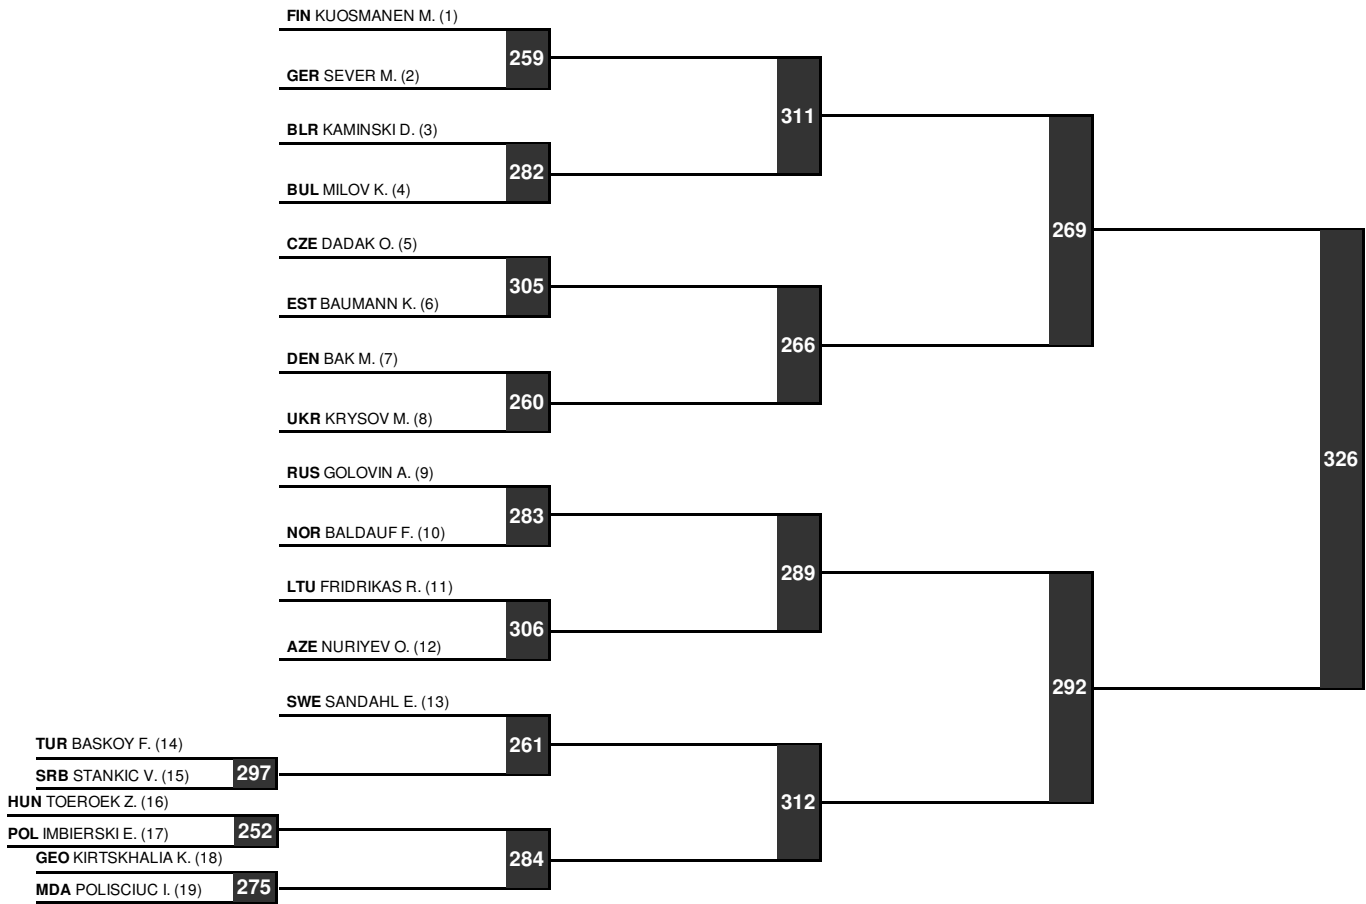 FIN KUOSMANEN M. (1)
259
GER SEVER M. (2)
311
BLR KAMINSKI D. (3)
282
BUL MILOV K. (4)
269
CZE DADAK O. (5)
305
EST BAUMANN K. (6)
266
DEN BAK M. (7)
260
UKR KRYSOV M. (8)
326
RUS GOLOVIN A. (9)
283
NOR BALDAUF F. (10)
289
LTU FRIDRIKAS R. (11)
306
AZE NURIYEV O. (12)
292
SWE SANDAHL E. (13)
261
TUR BASKOY F. (14)
297
SRB STANKIC V. (15)
312
HUN TOEROEK Z. (16)
252
POL IMBIERSKI E. (17)
284
GEO KIRTSKHALIA K. (18)
275
MDA POLISCIUC I. (19)